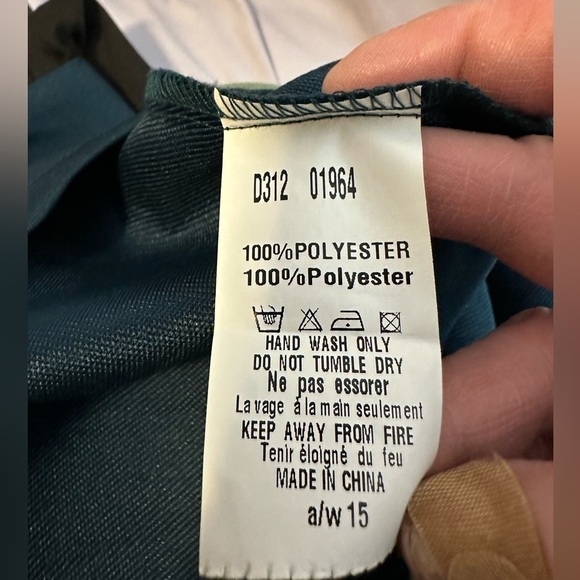 D312 01964
100%POLYESTER
100%Polyester
HAND WASH ONLY
DO NOT TUMBLE DRY
Ne pas essorer
La vage à la main seulement
KEEP AWAY FROM FIRE
Tenir éloigné du feu
MADE IN CHINA
a/w 15